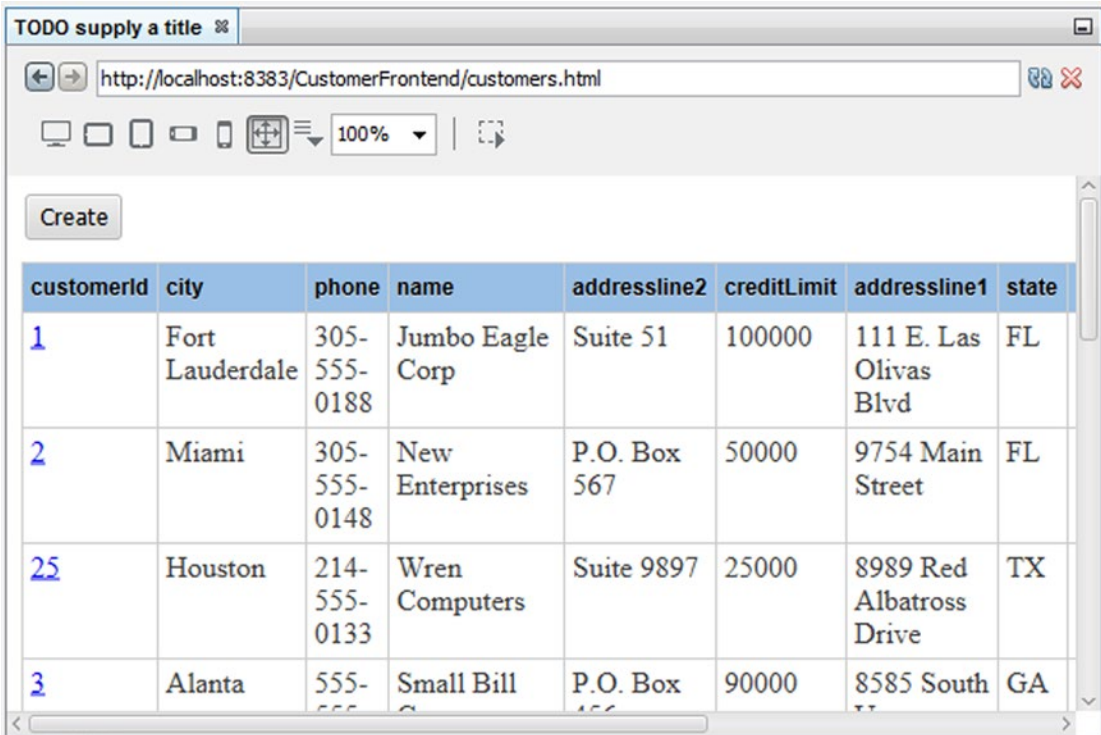 TODO supply a title
http://localhost:8383/CustomerFrontend/customers.html
100%
Create
customerId city phone name addressline2 creditLimit addressline1 state
1 Fort 305- Jumbo Eagle Suite 51 100000 111 E. Las FL
Lauderdale 555- Corp Olivas
0188 Blvd
2 Miami 305- New P.O. Box 50000 9754 Main FL
555- Enterprises 567 Street
0148
25 Houston 214- Wren Suite 9897 25000 8989 Red TX
555- Computers Albatross
0133 Drive
3 Alanta 555- Small Bill P.O. Box 90000 8585 South GA